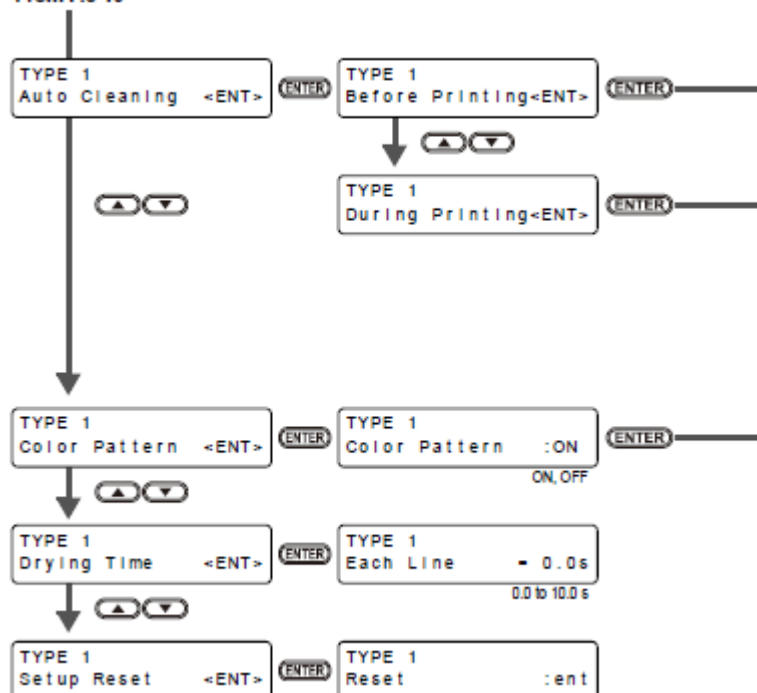 TYPE 1
Auto Cleaning <ENT>
ENTER
TYPE 1
Before Printing<ENT>
ENTER
TYPE 1
During Printing<ENT>
ENTER
TYPE 1
Color Pattern <ENT>
ENTER
TYPE 1
Color Pattern :ON
ENTER
ON, OFF
TYPE 1
Drying Time <ENT>
ENTER
TYPE 1
Each Line = 0.0s
0.0 to 10.0 s
TYPE 1
Setup Reset <ENT>
ENTER
TYPE 1
Reset :ent